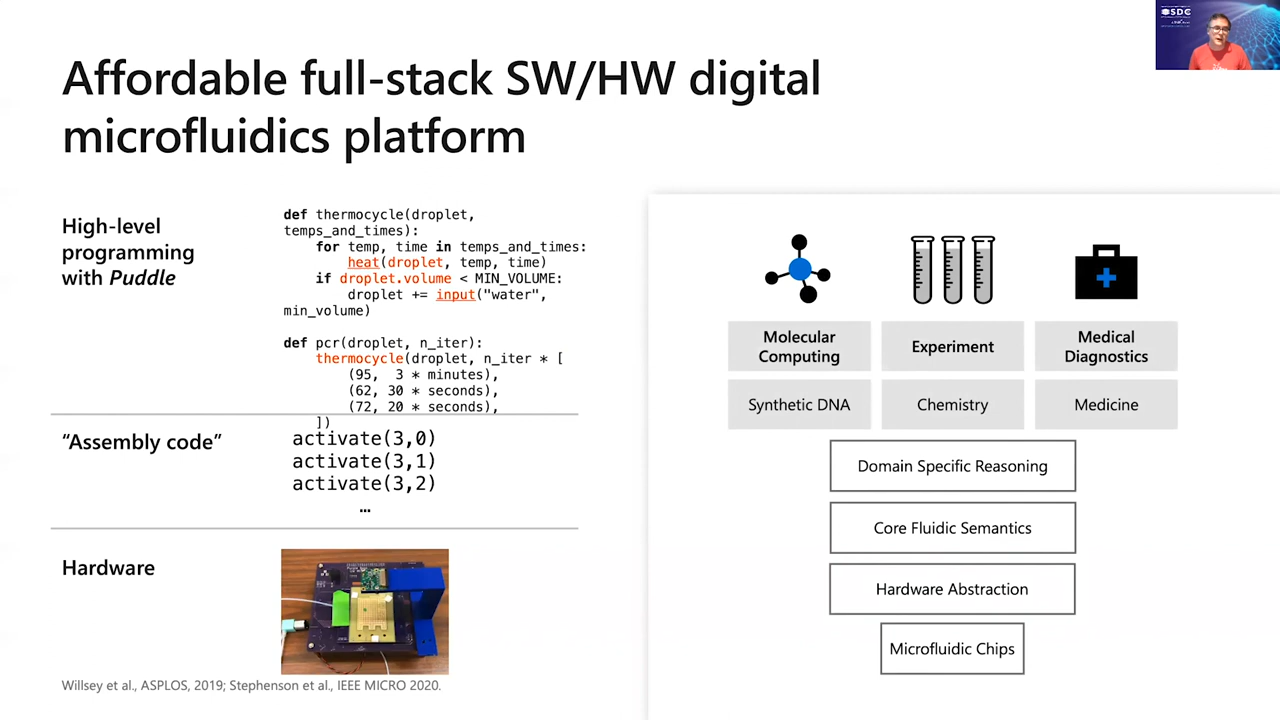 SDC
Affordable full-stack SW/HW digital
microfluidics platform
High-level
programming
with Puddle
def thermocycle(droplet,
temps_and_times):
    for temp, time in temps_and_times:
        heat(droplet, temp, time)
    if droplet.volume < MIN_VOLUME:
        droplet += input("water",
min_volume)
def pcr(droplet, n_iter):
    thermocycle(droplet, n_iter * [
        (95,  3 * minutes),
        (62, 30 * seconds),
        (72, 20 * seconds),
    ])
“Assembly code”
activate(3,0)
activate(3,1)
activate(3,2)
…
Hardware
Willsey et al., ASPLOS, 2019; Stephenson et al., IEEE MICRO 2020.
Molecular
Computing
Experiment
Medical
Diagnostics
Synthetic DNA
Chemistry
Medicine
Domain Specific Reasoning
Core Fluidic Semantics
Hardware Abstraction
Microfluidic Chips